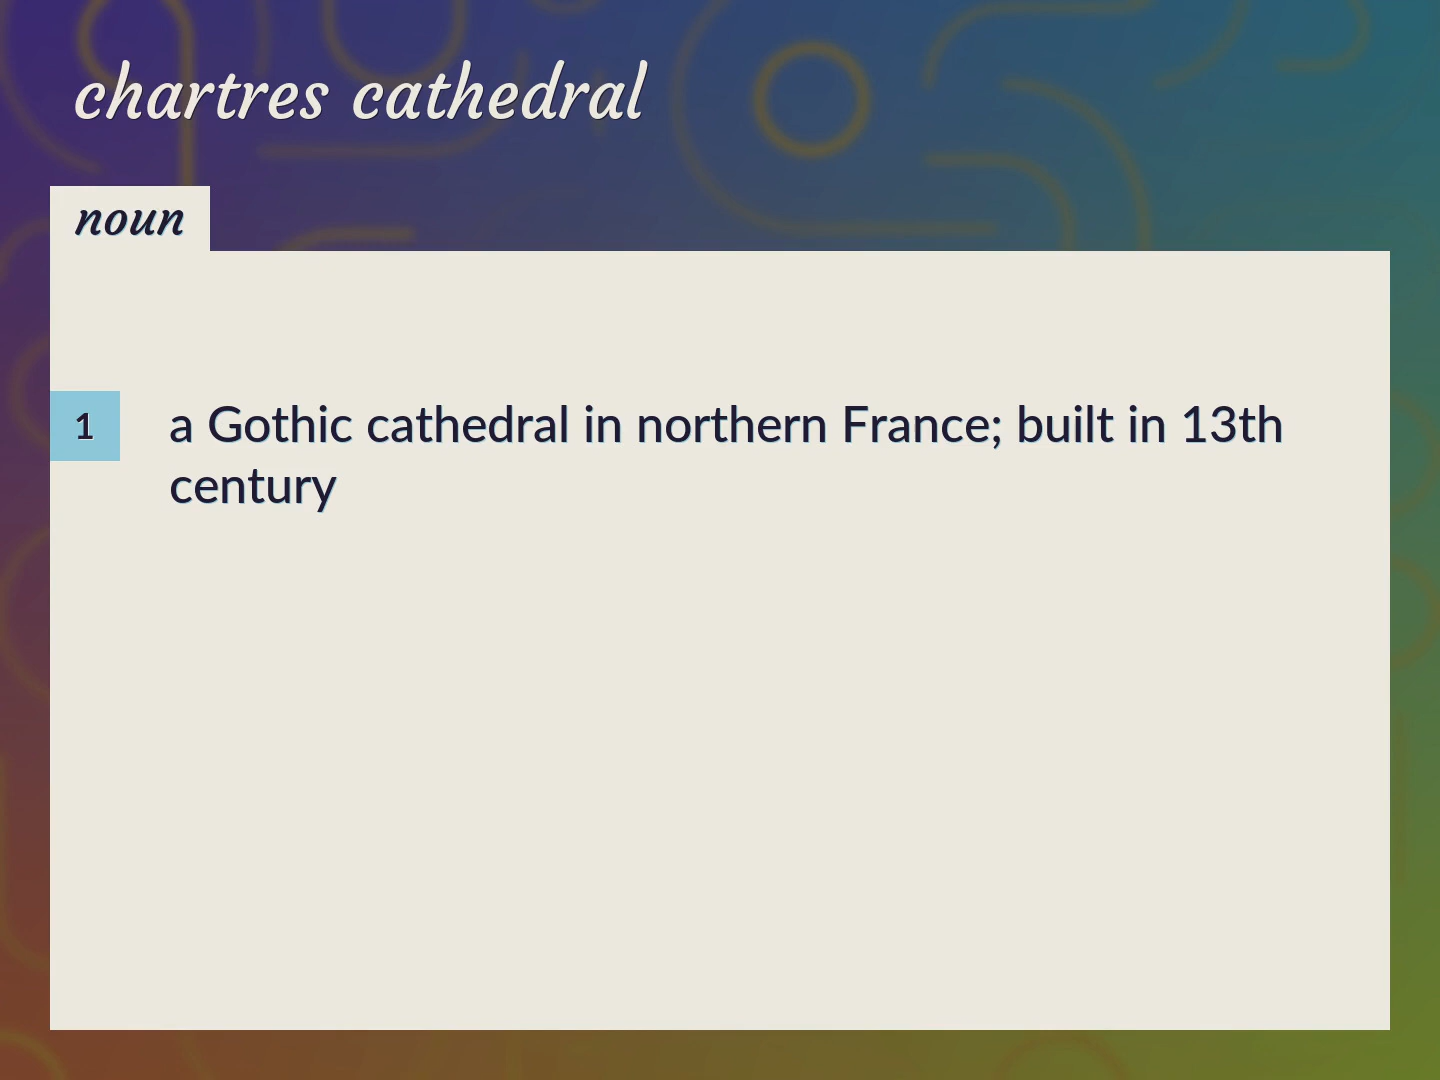 chartres cathedral
noun
1
a Gothic cathedral in northern France; built in 13th
century